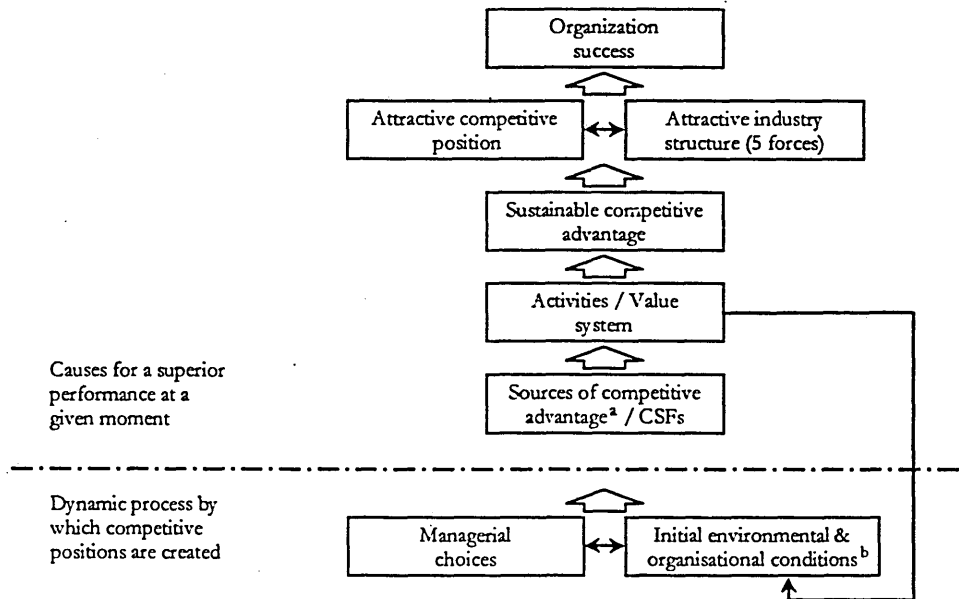 Organization
success
Attractive competitive
position
Attractive industry
structure (5 forces)
Sustainable competitive
advantage
Activities / Value
system
Causes for a superior
performance at a
given moment
Sources of competitive
advantageᵃ / CSFs
Dynamic process by
which competitive
positions are created
Managerial
choices
Initial environmental &
organisational conditionsᵇ